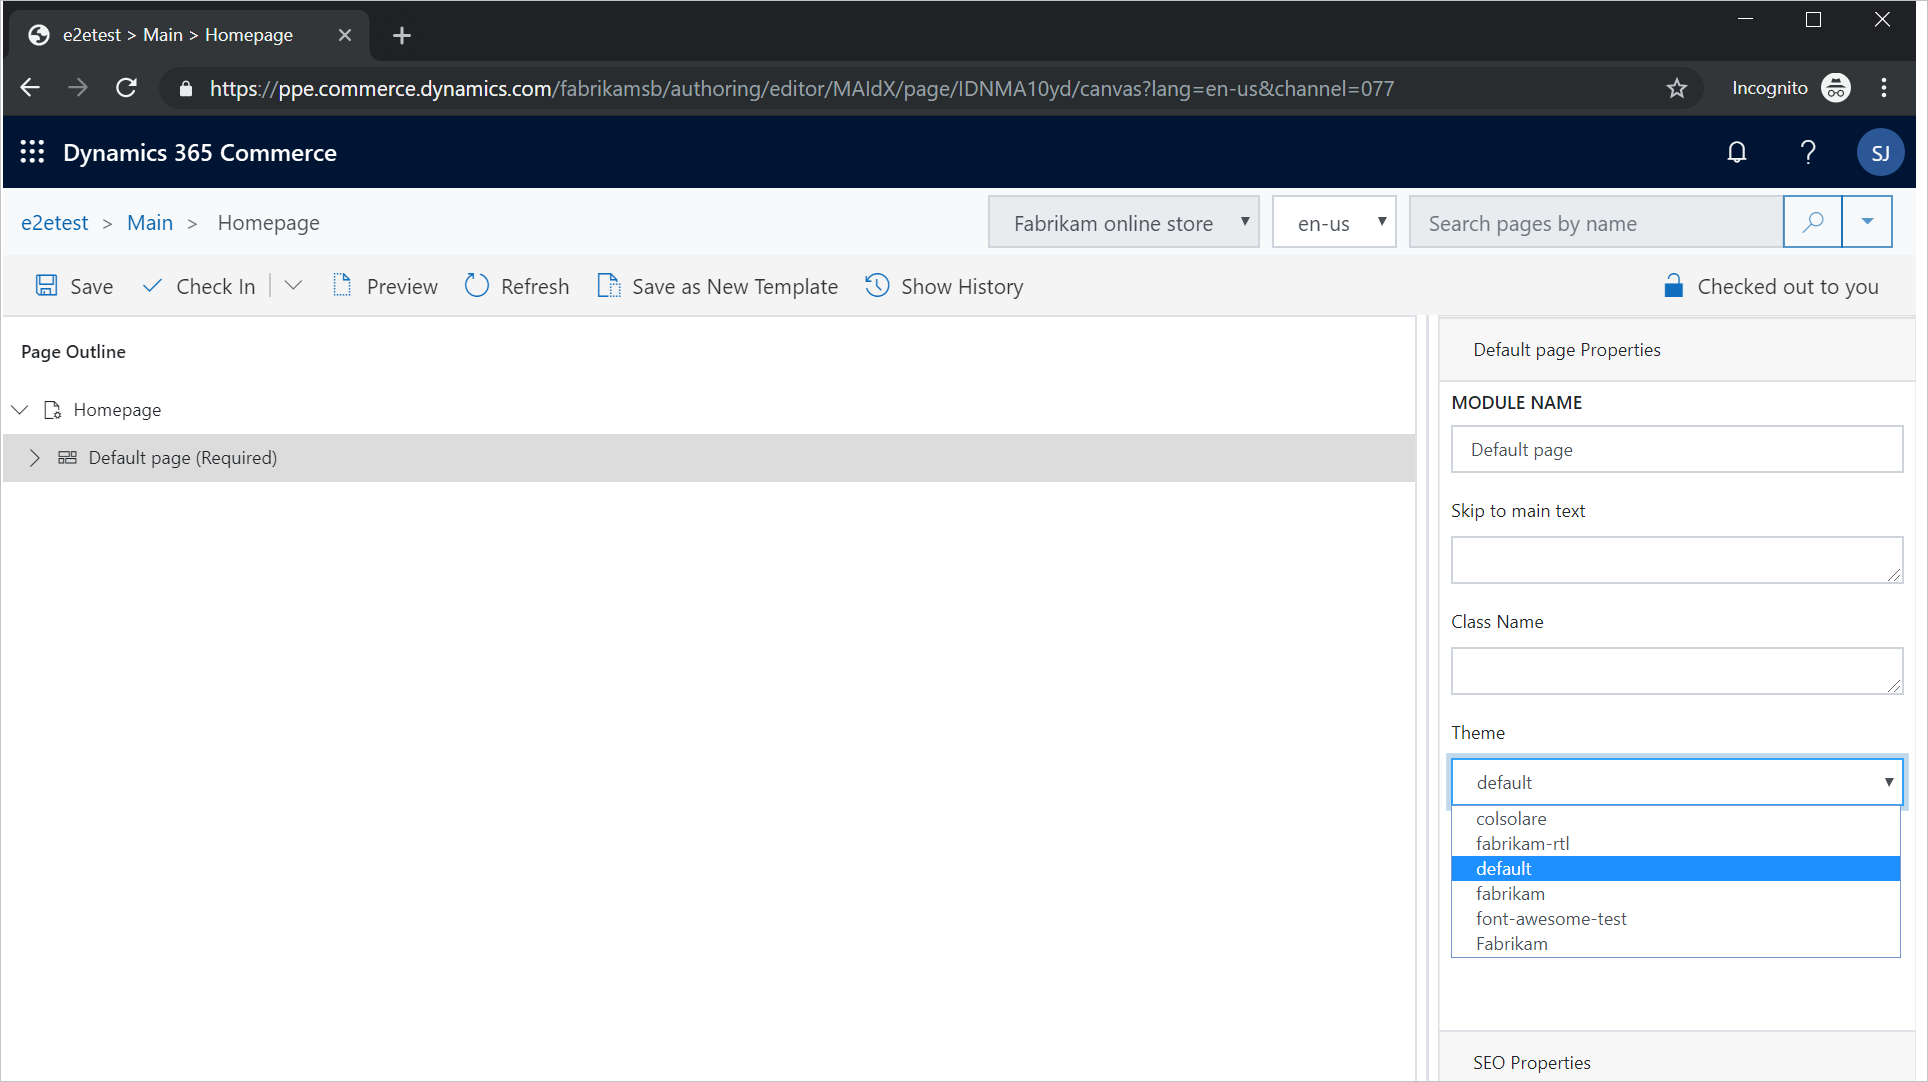 e2etest > Main > Homepage
https://ppe.commerce.dynamics.com/fabrikamsb/authoring/editor/MAIdX/page/IDNMA10yd/canvas?lang=en-us&channel=077
Incognito
Dynamics 365 Commerce
SJ
e2etest > Main > Homepage
Fabrikam online store
en-us
Search pages by name
Save
Check In
Preview
Refresh
Save as New Template
Show History
Checked out to you
Page Outline
Homepage
Default page (Required)
Default page Properties
MODULE NAME
Default page
Skip to main text
Class Name
Theme
default
colsolare
fabrikam-rtl
default
fabrikam
font-awesome-test
Fabrikam
SEO Properties